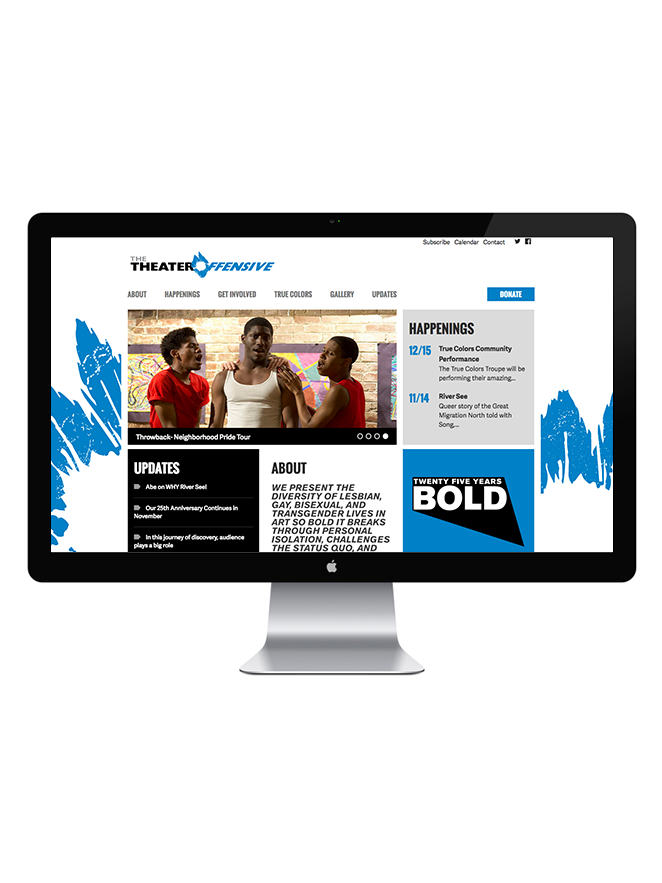 Subscribe Calendar Contact
THE
THEATER OFFENSIVE
ABOUT HAPPENINGS GET INVOLVED TRUE COLORS GALLERY UPDATES DONATE
Throwback- Neighborhood Pride Tour
HAPPENINGS
12/15 True Colors Community
Performance
The True Colors Troupe will be
performing their amazing...
11/14 River See
Queer story of the Great
Migration North told with
Song,...
UPDATES
Abe on WHY River See!
Our 25th Anniversary Continues in
November
In this journey of discovery, audience
plays a big role
ABOUT
WE PRESENT THE
DIVERSITY OF LESBIAN,
GAY, BISEXUAL, AND
TRANSGENDER LIVES IN
ART SO BOLD IT BREAKS
THROUGH PERSONAL
ISOLATION, CHALLENGES
THE STATUS QUO, AND
TWENTY FIVE YEARS
BOLD